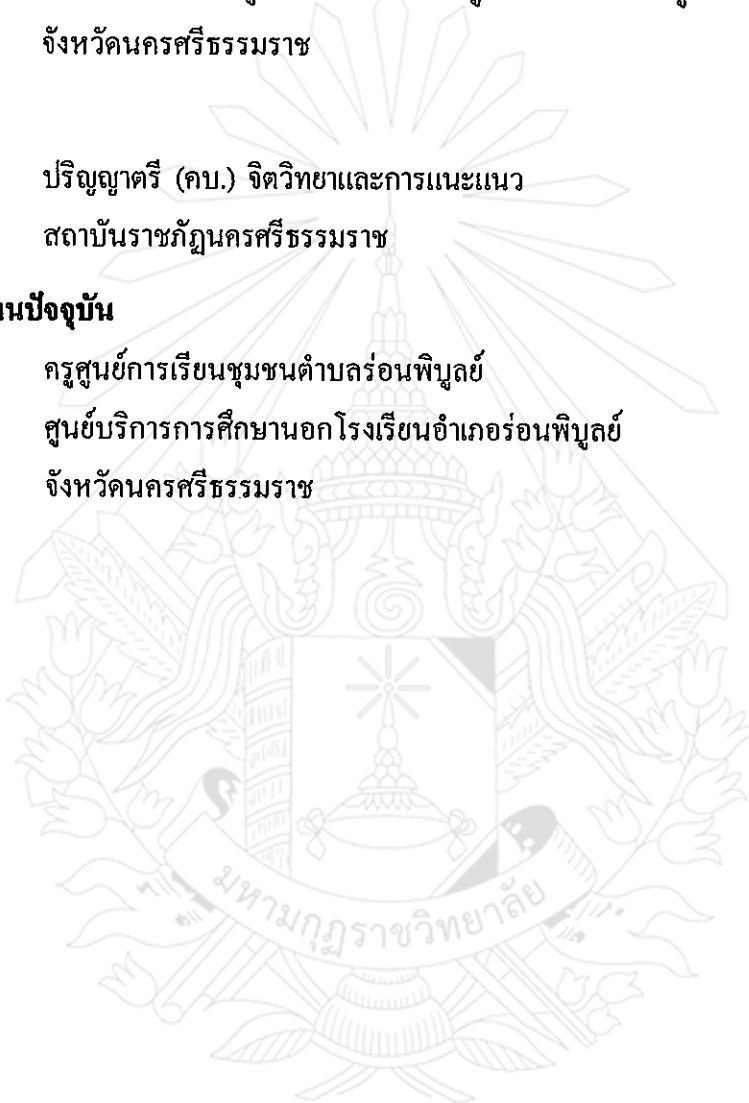 จังหวัดนครศรีธรรมราช
ปริญญาตรี (คบ.) จิตวิทยาและการแนะแนว
สถาบันราชภัฏนครศรีธรรมราช
นปัจจุบัน
ครูศูนย์การเรียนชุมชนตำบลร่อนพิบูลย์
ศูนย์บริการการศึกษานอกโรงเรียนอำเภอร่อนพิบูลย์
จังหวัดนครศรีธรรมราช
มหามกุฏราชวิทยาลัย